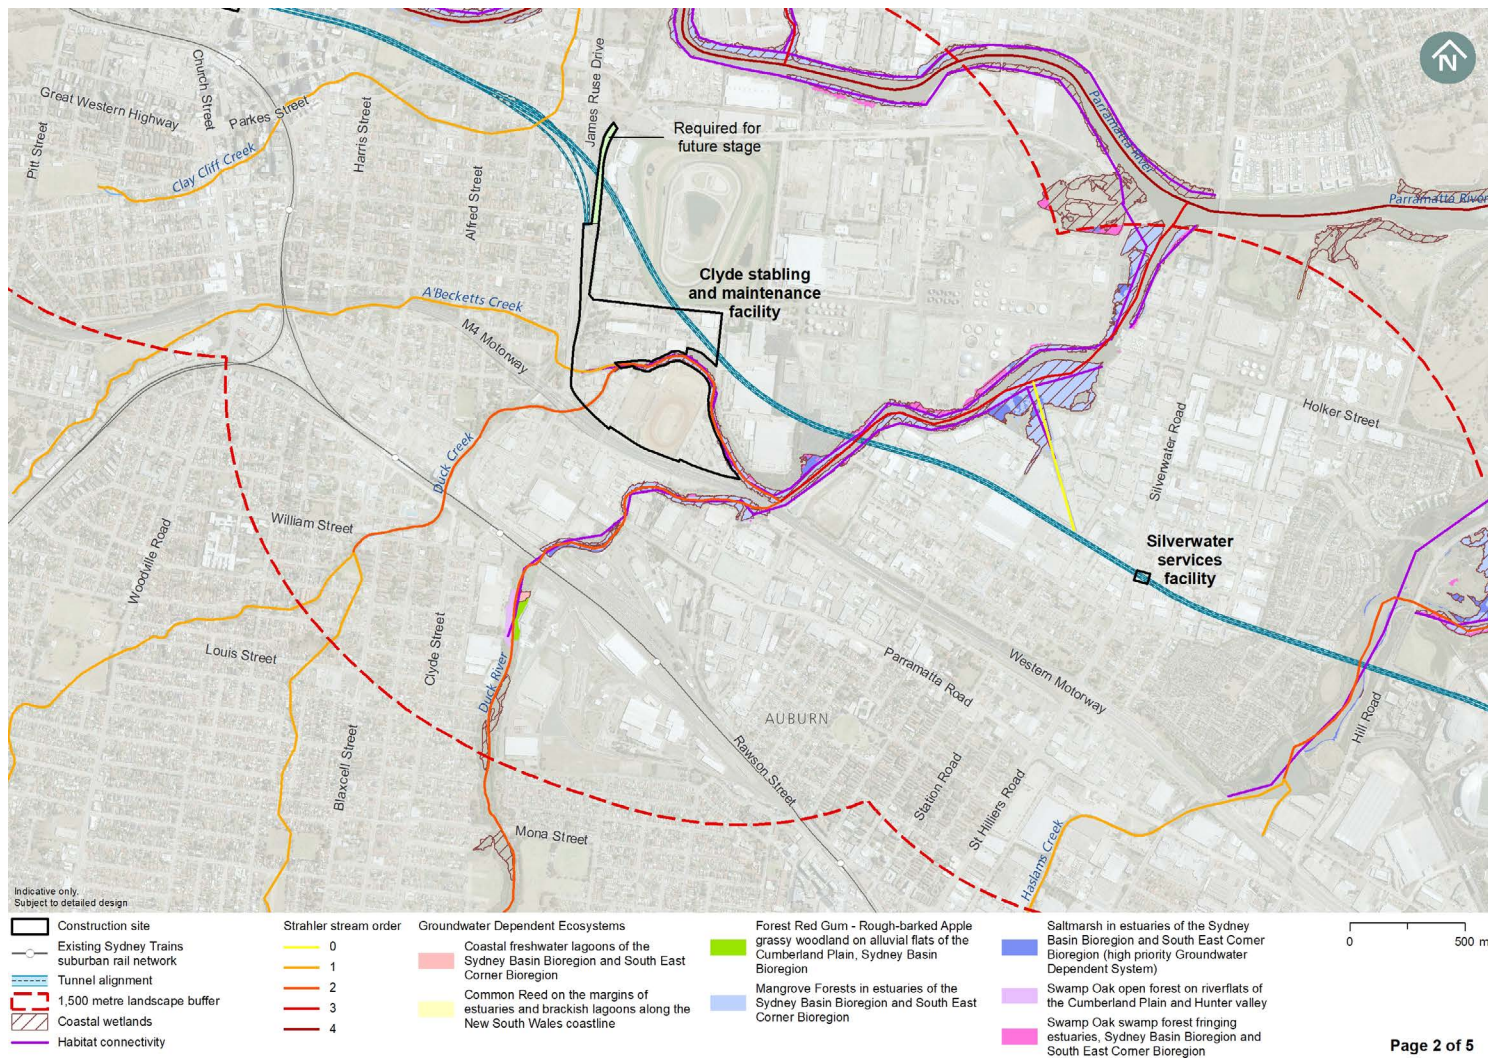 N
Church Street
Great Western Highway
Parkes Street
Harris Street
James Ruse Drive
Pitt Street
Clay Cliff Creek
Alfred Street
Required for
future stage
Parramatta River
Parramatta River
Clyde stabling
and maintenance
facility
A'Becketts Creek
M4 Motorway
Holker Street
Duck Creek
Silverwater Road
William Street
Woodville Road
Silverwater
services
facility
Louis Street
Clyde Street
Duck River
Parramatta Road
Western Motorway
AUBURN
Hill Road
Blaxcell Street
Rawson Street
Station Road
St Hilliers Road
Mona Street
Haslams Creek
Indicative only.
Subject to detailed design
Construction site
Existing Sydney Trains
suburban rail network
Tunnel alignment
1,500 metre landscape buffer
Coastal wetlands
Habitat connectivity
Strahler stream order
0
1
2
3
4
Groundwater Dependent Ecosystems
Coastal freshwater lagoons of the
Sydney Basin Bioregion and South East
Corner Bioregion
Common Reed on the margins of
estuaries and brackish lagoons along the
New South Wales coastline
Forest Red Gum - Rough-barked Apple
grassy woodland on alluvial flats of the
Cumberland Plain, Sydney Basin
Bioregion
Mangrove Forests in estuaries of the
Sydney Basin Bioregion and South East
Corner Bioregion
Saltmarsh in estuaries of the Sydney
Basin Bioregion and South East Corner
Bioregion (high priority Groundwater
Dependent System)
Swamp Oak open forest on riverflats of
the Cumberland Plain and Hunter valley
Swamp Oak swamp forest fringing
estuaries, Sydney Basin Bioregion and
South East Corner Bioregion
0 500 m
Page 2 of 5